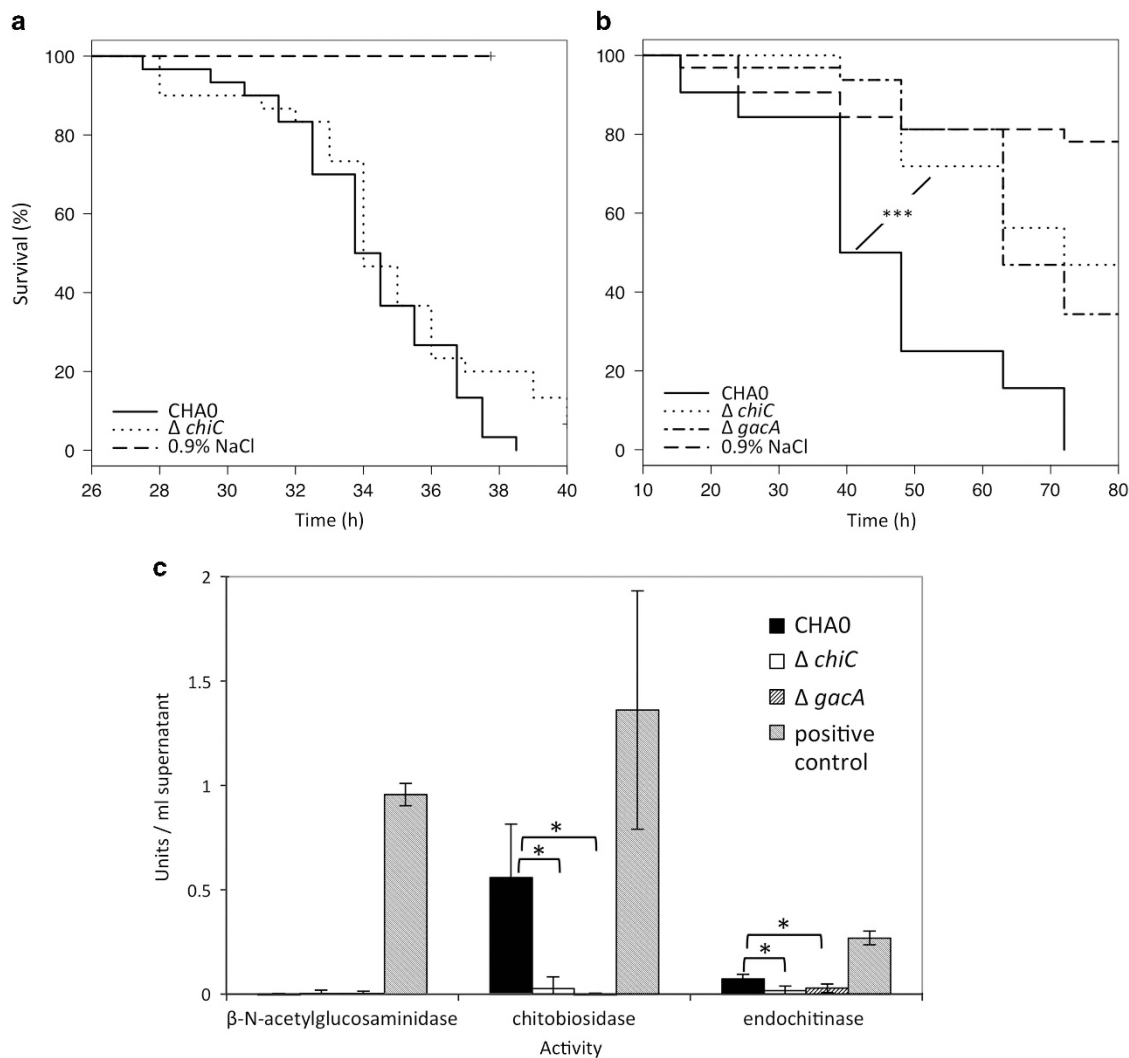 a
Survival (%)
100
80
60
40
20
0
CHA0
Δ chiC
0.9% NaCl
26 28 30 32 34 36 38 40
Time (h)
b
100
80
60
40
20
0
***
CHA0
Δ chiC
Δ gacA
0.9% NaCl
10 20 30 40 50 60 70 80
Time (h)
c
Units / ml supernatant
2
1.5
1
0.5
0
CHA0
Δ chiC
Δ gacA
positive
control
*
*
*
*
β-N-acetylglucosaminidase chitobiosidase endochitinase
Activity